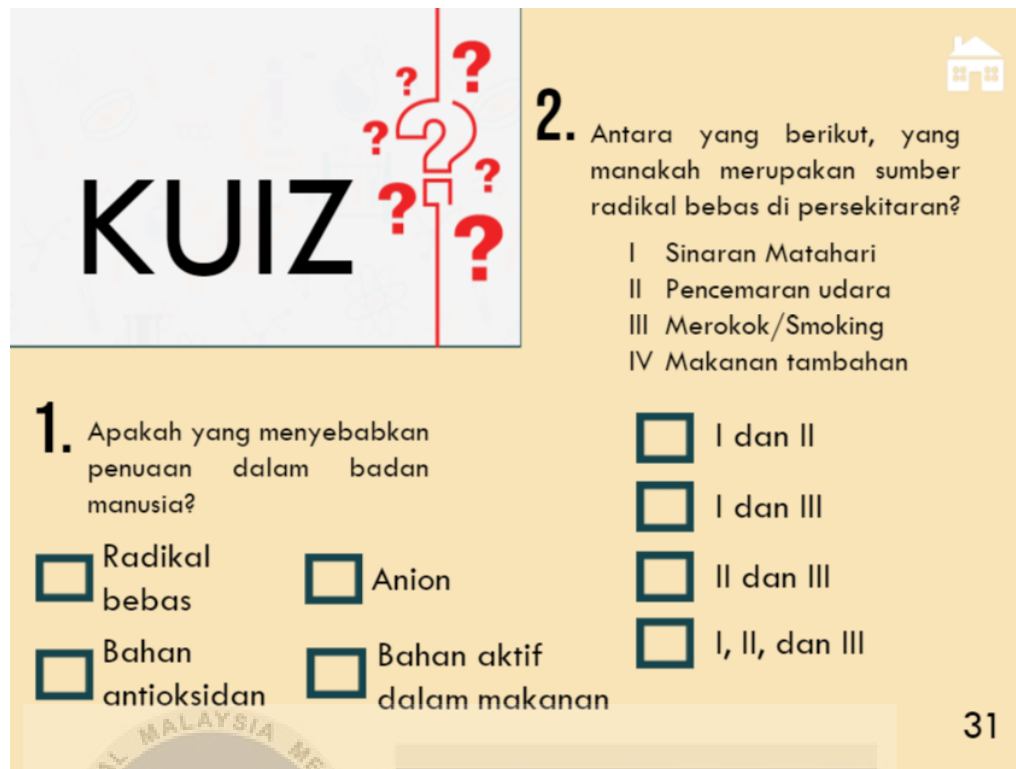 KUIZ
1. Apakah yang menyebabkan
penuaan dalam badan
manusia?
Radikal
bebas
Anion
Bahan
antioksidan
Bahan aktif
dalam makanan
2. Antara yang berikut, yang
manakah merupakan sumber
radikal bebas di persekitaran?
I Sinaran Matahari
II Pencemaran udara
III Merokok/Smoking
IV Makanan tambahan
I dan II
I dan III
II dan III
I, II, dan III
MALAYSIA
31